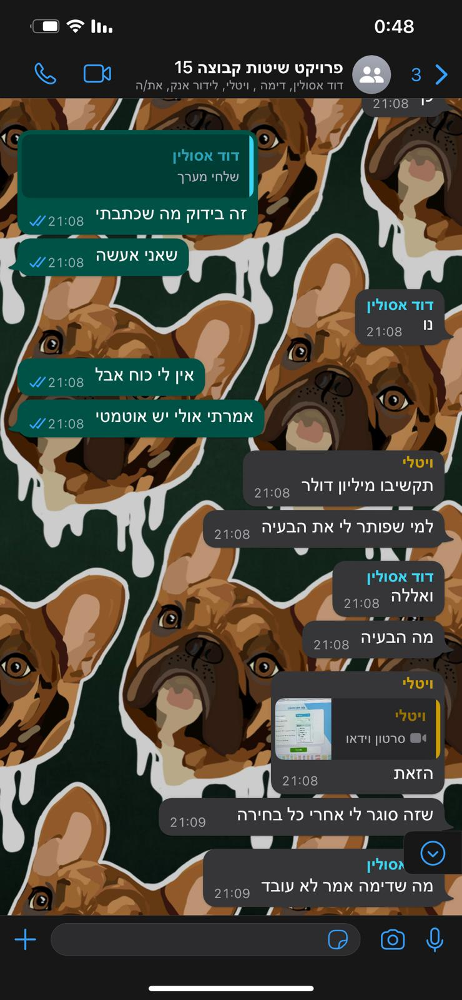 0:48
פרויקט שיטות קבוצה 15
דוד אסולין, דימה , ויטלי, לידור אנק, את/ה
3
כן
21:08
דוד אסולין
שלחי מערך
זה בידוק מה שכתבתי
21:08
שאני אעשה
21:08
דוד אסולין
נו
21:08
אין לי כוח אבל
21:08
אמרתי אולי יש אוטמטי
21:08
ויטלי
תקשיבו מיליון דולר
21:08
למי שפותר לי את הבעיה
21:08
דוד אסולין
ואללה
21:08
מה הבעיה
21:08
ויטלי
ויטלי
סרטון וידאו
הזאת
21:08
שזה סוגר לי אחרי כל בחירה
21:09
אסולין
מה שדימה אמר לא עובד
21:09